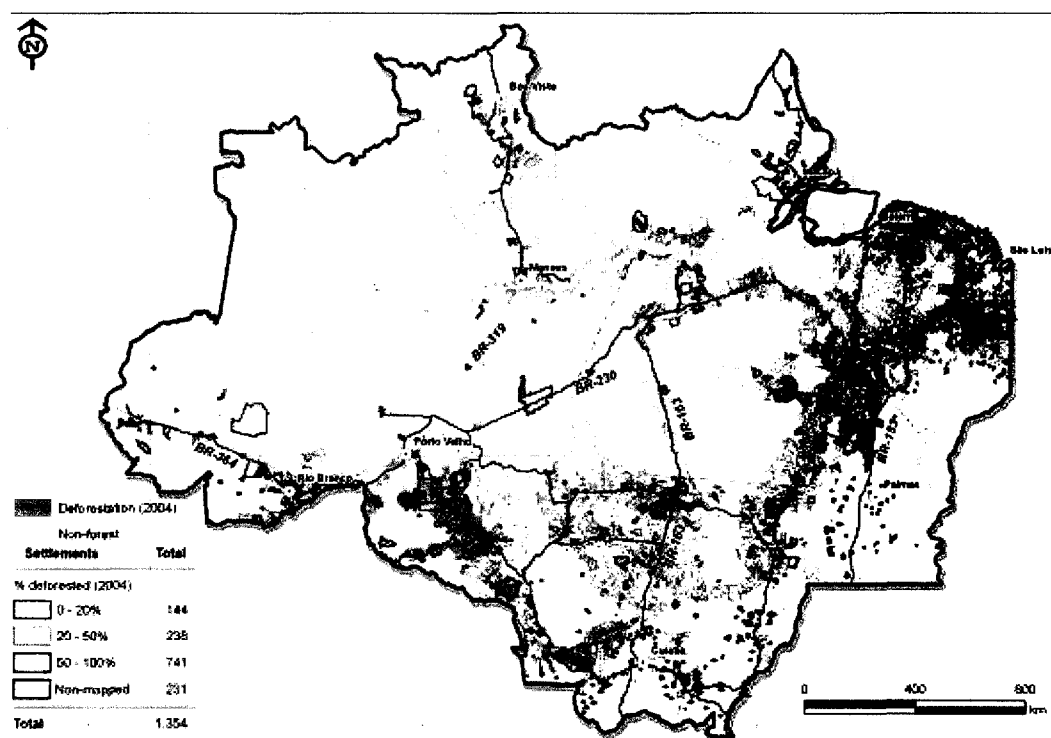 N
Boa Vista
Belém
São Luís
Manaus
BR-319
BR-230
BR-163
BR-153
BR-364
Porto Velho
Rio Branco
Palmas
Cuiabá
Deforestation (2004)
Non-forest
Settlements Total
% deforested (2004)
0 - 20% 144
20 - 50% 238
50 - 100% 741
Non-mapped 231
Total 1.354
0 400 800
km